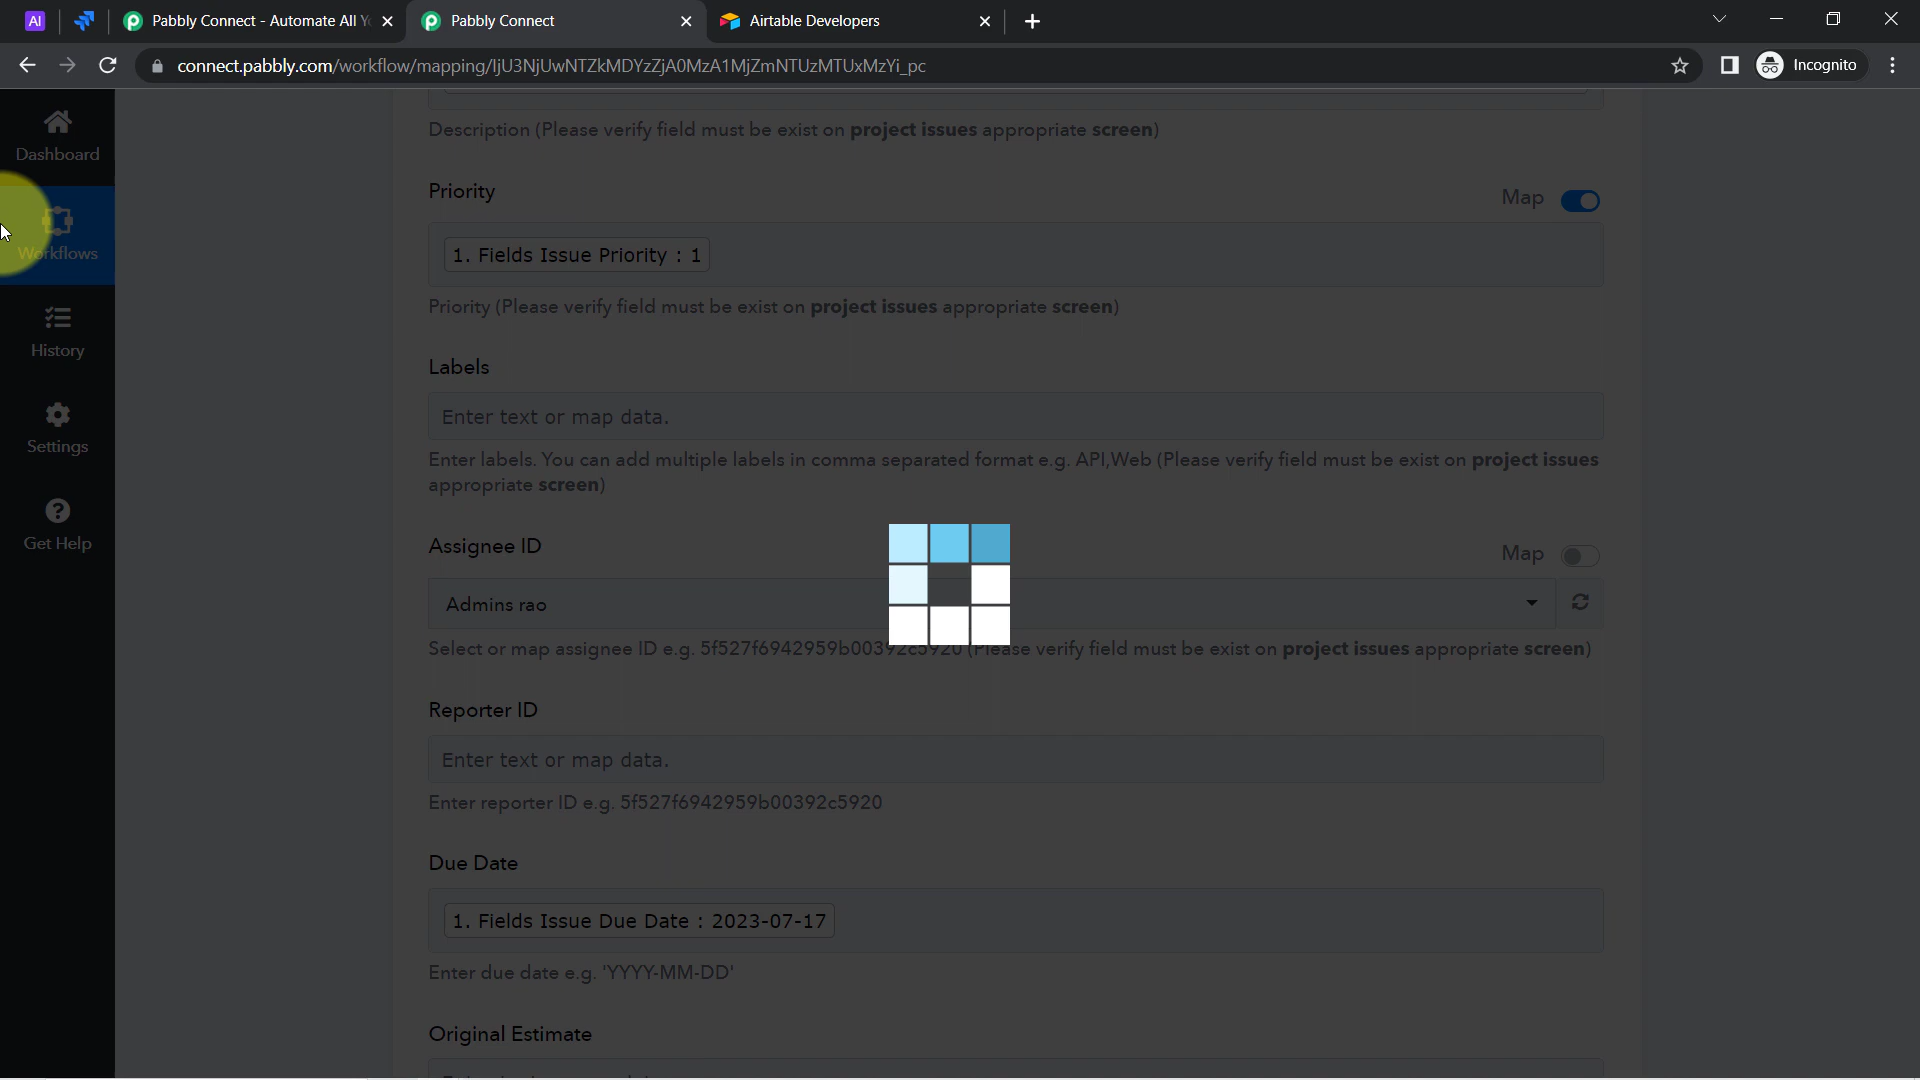 AI
Pabbly Connect - Automate All Y
Pabbly Connect
Airtable Developers
connect.pabbly.com/workflow/mapping/IjU3NjUwNTZkMDYzZjA0MzA1MjZmNTUzMTUxMzYi_pc
Incognito
Dashboard
Workflows
History
Settings
Get Help
Description (Please verify field must be exist on project issues appropriate screen)
Priority
Map
1. Fields Issue Priority : 1
Priority (Please verify field must be exist on project issues appropriate screen)
Labels
Enter text or map data.
Enter labels. You can add multiple labels in comma separated format e.g. API,Web (Please verify field must be exist on project issues
appropriate screen)
Assignee ID
Map
Admins rao
Select or map assignee ID e.g. 5f527f6942959b00392c5920 (Please verify field must be exist on project issues appropriate screen)
Reporter ID
Enter text or map data.
Enter reporter ID e.g. 5f527f6942959b00392c5920
Due Date
1. Fields Issue Due Date : 2023-07-17
Enter due date e.g. 'YYYY-MM-DD'
Original Estimate